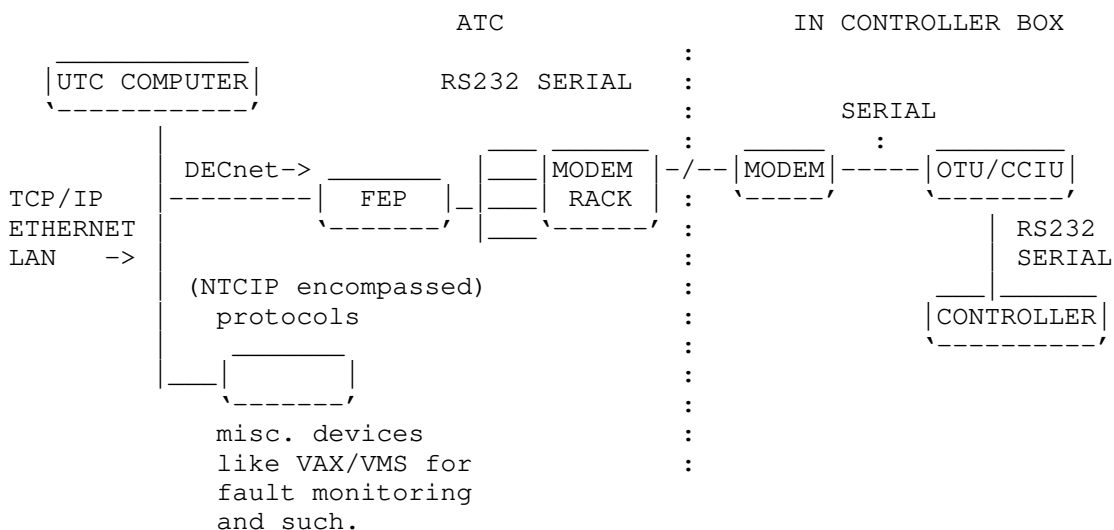 ATC IN CONTROLLER BOX
UTC COMPUTER RS232 SERIAL
SERIAL
DECnet-> MODEM MODEM OTU/CCIU
TCP/IP FEP RACK
ETHERNET RS232
LAN -> SERIAL
(NTCIP encompassed)
protocols CONTROLLER
misc. devices
like VAX/VMS for
fault monitoring
and such.